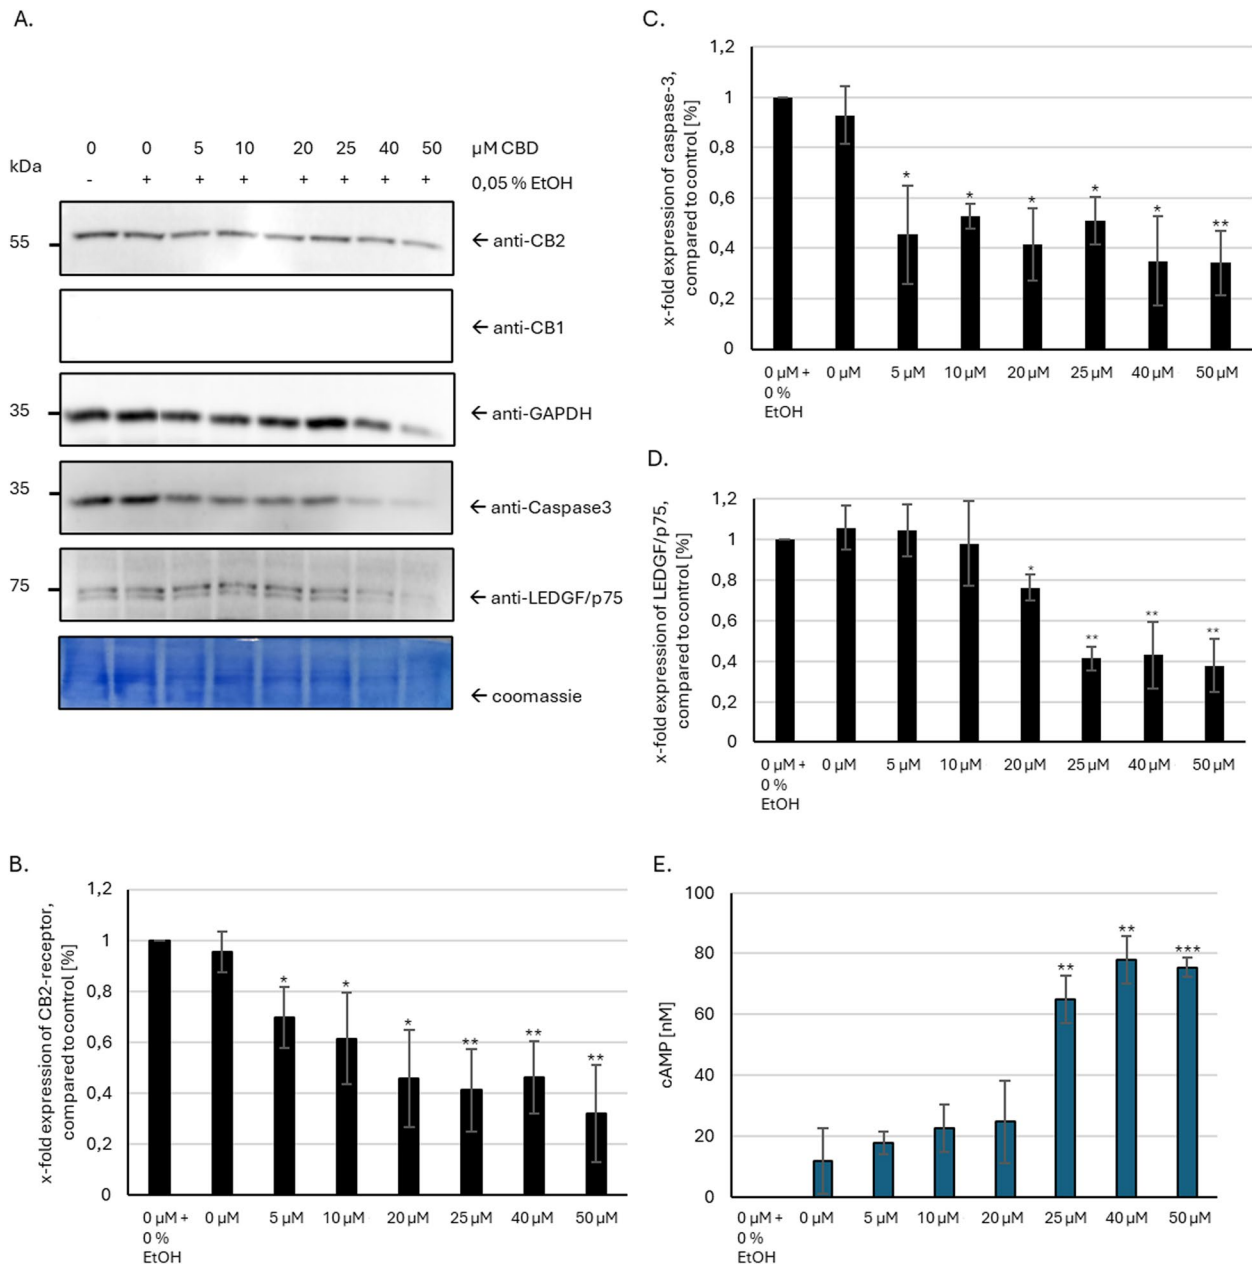 A.
kDa
0 0 5 10 20 25 40 50 µM CBD
- + + + + + + + 0,05 % EtOH
55
← anti-CB2
← anti-CB1
35
← anti-GAPDH
35
← anti-Caspase3
75
← anti-LEDGF/p75
← coomassie
B.
x-fold expression of CB2-receptor,
compared to control [%]
1,2
1
0,8
0,6
0,4
0,2
0
* * * ** ** **
0 µM + 0 µM 5 µM 10 µM 20 µM 25 µM 40 µM 50 µM
0 %
EtOH
C.
x-fold expression of caspase-3,
compared to control [%]
1,2
1
0,8
0,6
0,4
0,2
0
* * * * * **
0 µM + 0 µM 5 µM 10 µM 20 µM 25 µM 40 µM 50 µM
0 %
EtOH
D.
x-fold expression of LEDGF/p75,
compared to control [%]
1,2
1
0,8
0,6
0,4
0,2
0
* ** ** **
0 µM + 0 µM 5 µM 10 µM 20 µM 25 µM 40 µM 50 µM
0 %
EtOH
E.
cAMP [nM]
100
80
60
40
20
0
** ** ***
0 µM + 0 µM 5 µM 10 µM 20 µM 25 µM 40 µM 50 µM
0 %
EtOH